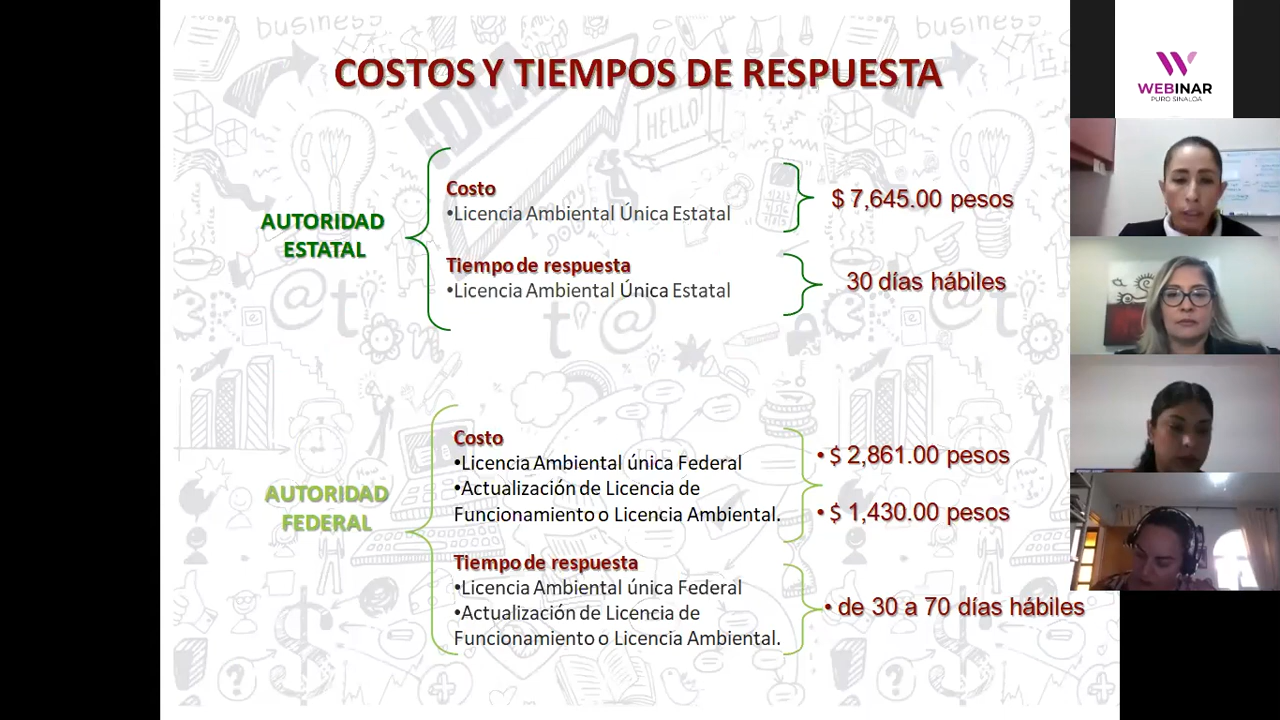 COSTOS Y TIEMPOS DE RESPUESTA
WEBINAR
PURO SINALOA
AUTORIDAD
ESTATAL
Costo
•Licencia Ambiental Única Estatal
$ 7,645.00 pesos
Tiempo de respuesta
•Licencia Ambiental Única Estatal
30 días hábiles
AUTORIDAD
FEDERAL
Costo
•Licencia Ambiental única Federal
•Actualización de Licencia de
Funcionamiento o Licencia Ambiental.
• $ 2,861.00 pesos
• $ 1,430.00 pesos
Tiempo de respuesta
•Licencia Ambiental única Federal
•Actualización de Licencia de
Funcionamiento o Licencia Ambiental.
• de 30 a 70 días hábiles
business
IDEA
HELLO!